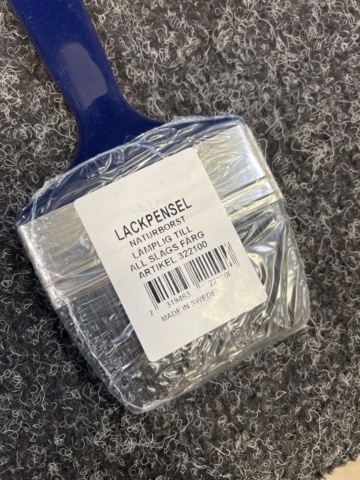 LACKPENSEL
NATURBORST
LÄMPLIG TILL
ALL SLAGS FÄRG
ARTIKEL 322100
MADE IN SWEDEN